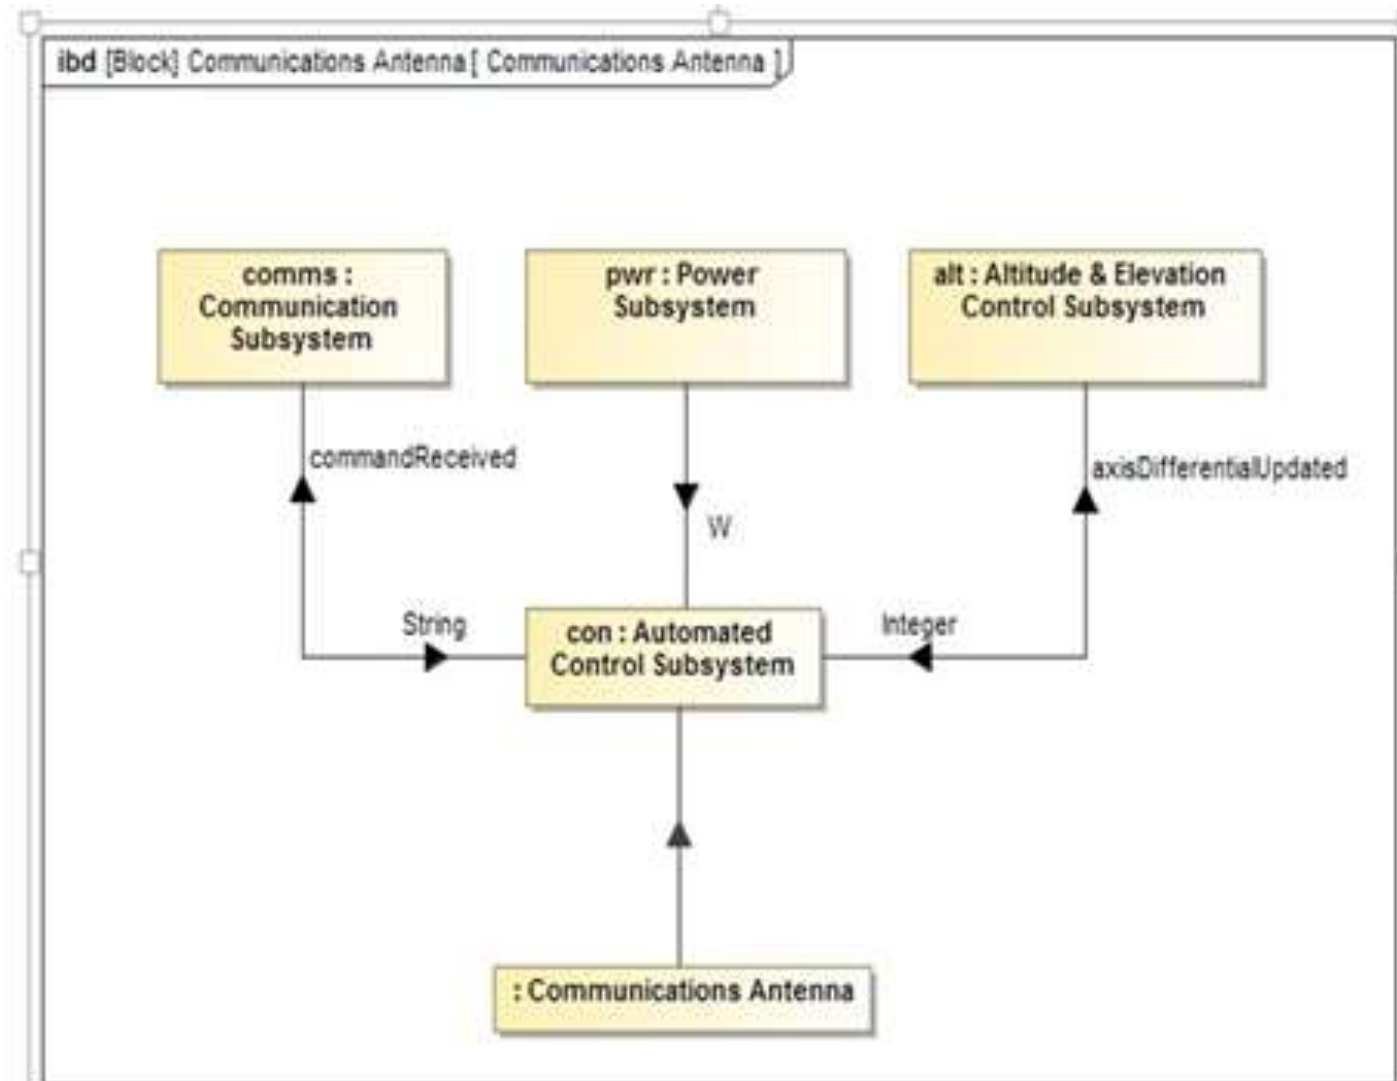 ibd [Block] Communications Antenna [ Communications Antenna ]
comms :
Communication
Subsystem
pwr : Power
Subsystem
alt : Altitude & Elevation
Control Subsystem
commandReceived
axisDifferentialUpdated
W
String
Integer
con : Automated
Control Subsystem
: Communications Antenna